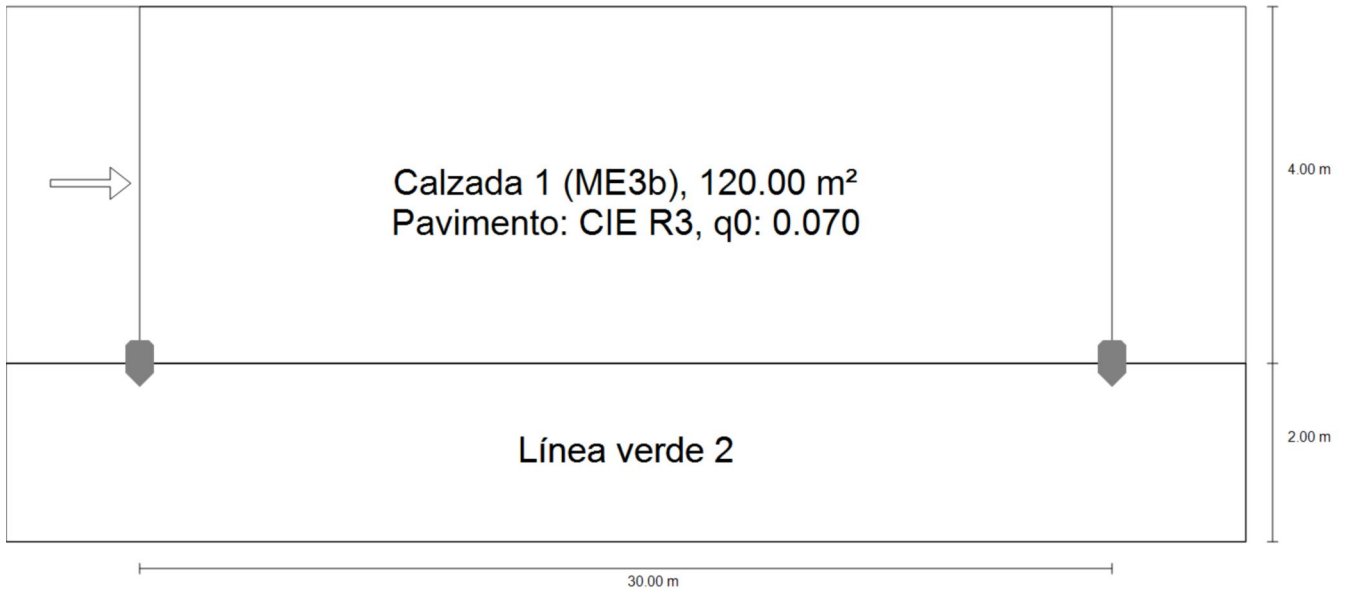 Calzada 1 (ME3b), 120.00 m²
Pavimento: CIE R3, q0: 0.070
4.00 m
Línea verde 2
2.00 m
30.00 m